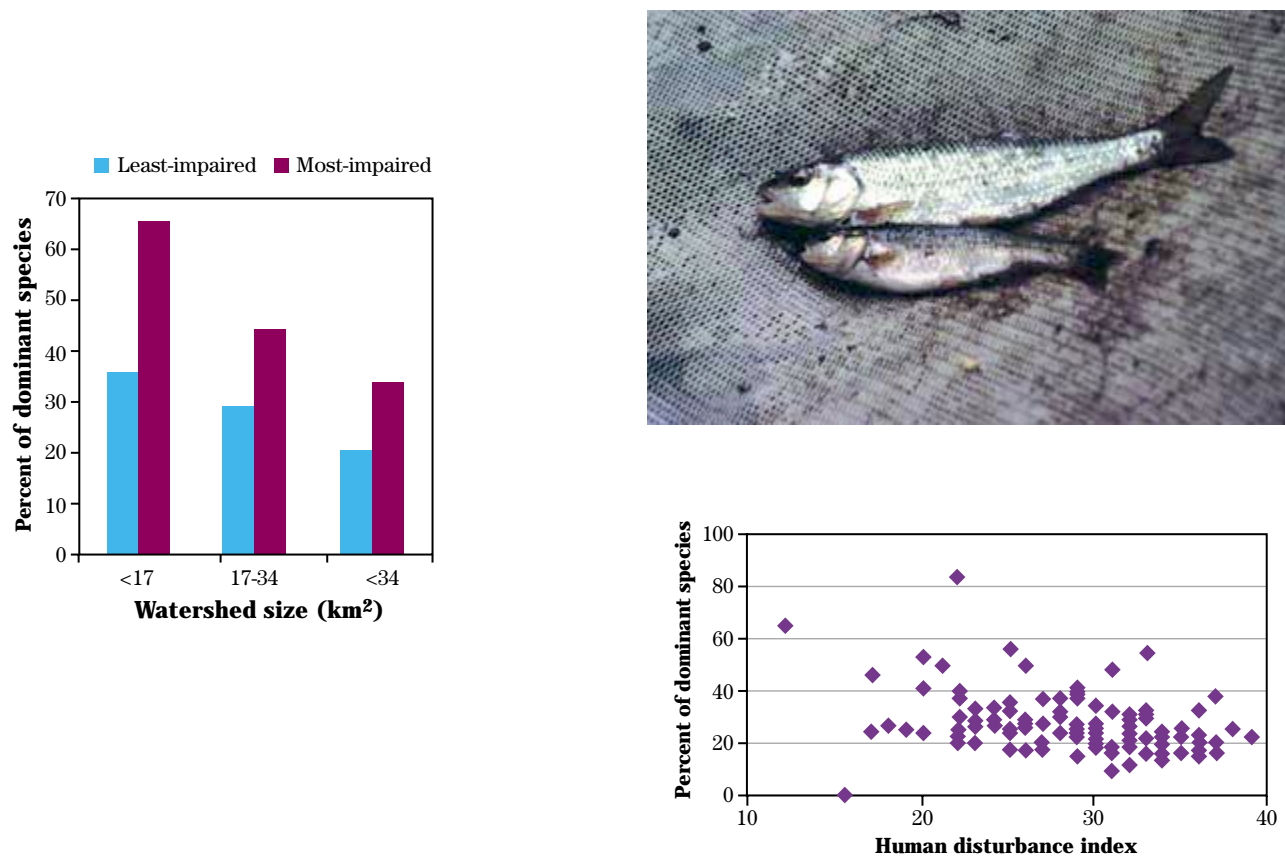 Least-impaired Most-impaired
Percent of dominant species
70
60
50
40
30
20
10
0
<17 17-34 <34
Watershed size (km²)
Percent of dominant species
100
80
60
40
20
0
10 20 30 40
Human disturbance index